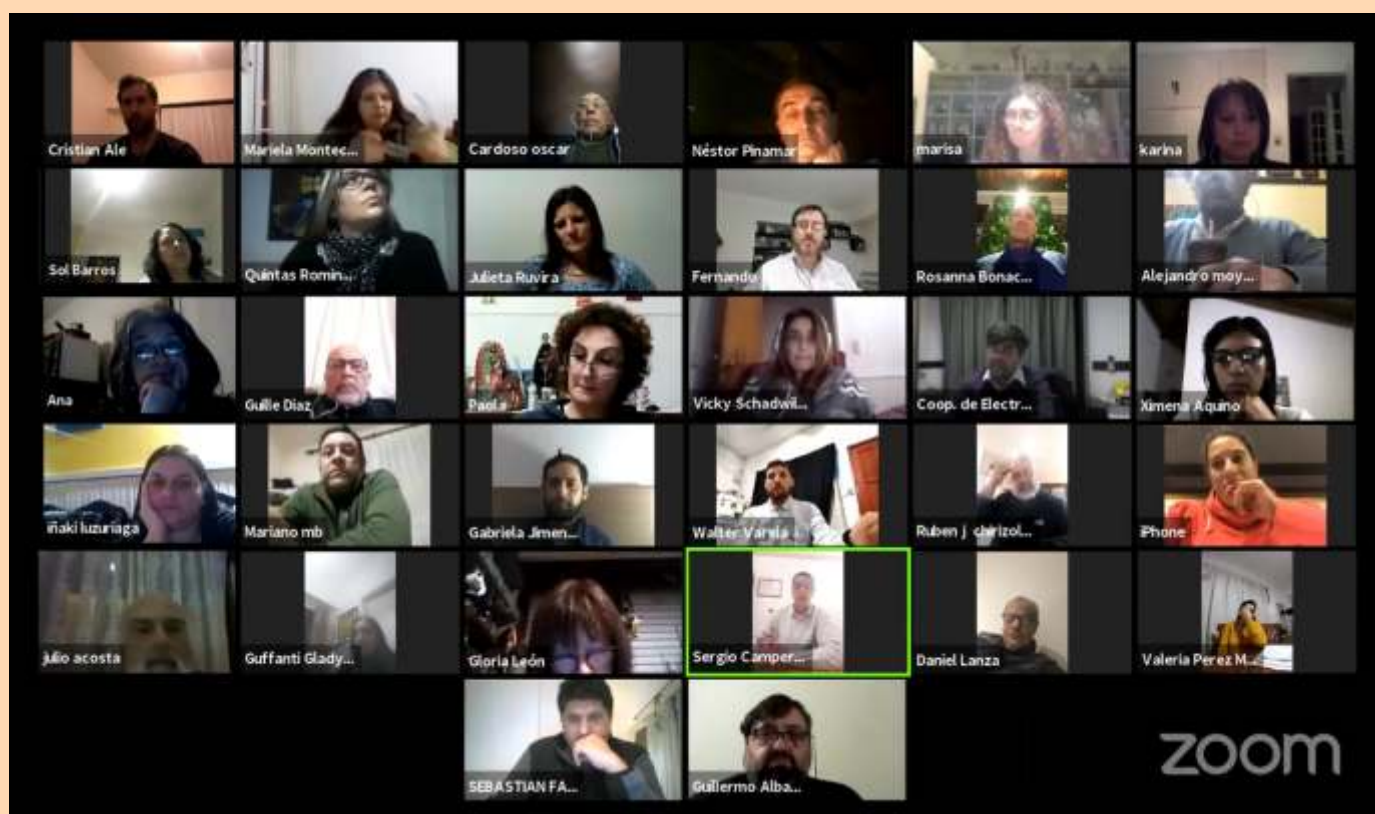 Cristian Ale
Mariela Montec...
Cardoso oscar
Néstor Pinamar
marisa
karina
Sol Barros
Quintas Romin...
Julieta Ruvira
Fernando
Rosanna Bonac...
Alejandro moy...
Ana
Guille Diaz
Paola
Vicky Schadwil...
Coop. de Electr...
Ximena Aquino
iñaki luzuriaga
Mariano mb
Gabriela Jimen...
Walter Varela
Ruben j chirizol...
iPhone
julio acosta
Guffanti Glady...
Gloria León
Sergio Camper...
Daniel Lanza
Valeria Perez M...
SEBASTIAN FA...
Guillermo Alba...
zoom